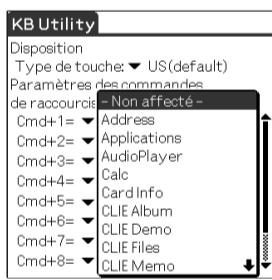 KB Utility
Disposition
Type de touche: US(default)
Paramètres des commandes
de raccourcis
- Non affecté -
Cmd+1= Address
Cmd+2= Applications
Cmd+3= AudioPlayer
Cmd+4= Calc
Cmd+5= Card Info
Cmd+6= CLIE Album
CLIE Demo
Cmd+7= CLIE Files
Cmd+8= CLIE Memo